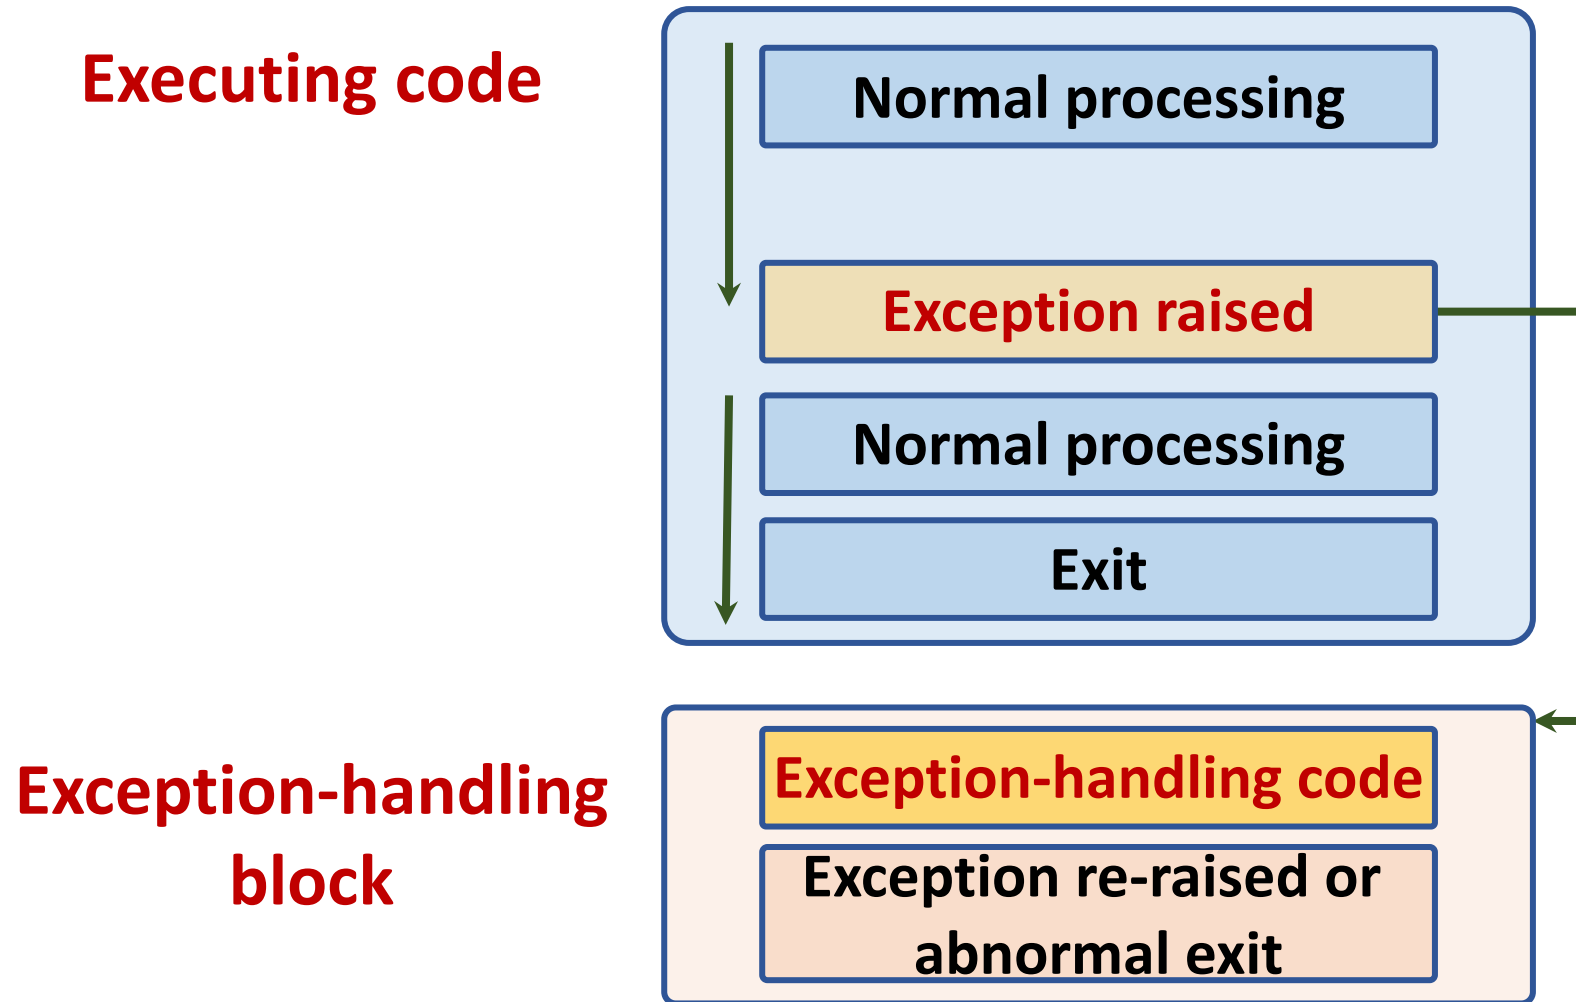 Executing code
Normal processing
Exception raised
Normal processing
Exit
Exception-handling
block
Exception-handling code
Exception re-raised or
abnormal exit